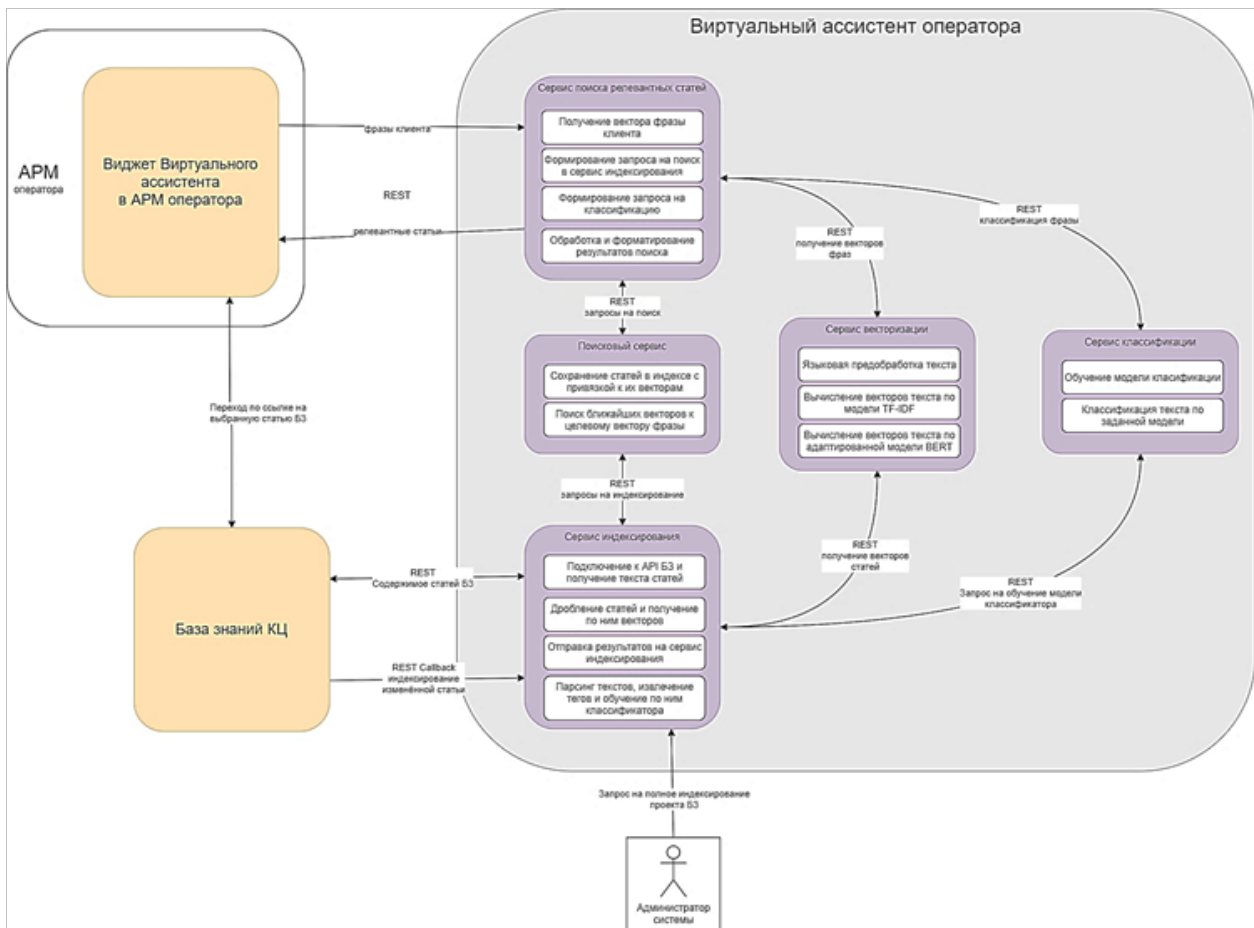 Виртуальный ассистент оператора
АРМ
оператора
Виджет Виртуального
ассистента
в АРМ оператора
фразы клиента
REST
релевантные статьи
Сервис поиска релевантных статей
Получение вектора фразы
клиента
Формирование запроса на поиск
в сервис индексирования
Формирование запроса на
классификацию
Обработка и форматирование
результатов поиска
REST
классификация фразы
REST
получение векторов
фраз
REST
запросы на поиск
Поисковый сервис
Сохранение статей в индексе с
привязкой к их векторам
Поиск ближайших векторов к
целевому вектору фразы
Сервис векторизации
Языковая предобработка текста
Вычисление векторов текста по
модели TF-IDF
Вычисление векторов текста по
адаптированной модели BERT
Сервис классификации
Обучение модели класификации
Классификация текста по
заданной модели
Переход по ссылке на
выбранную статью БЗ
REST
запросы на индексирование
База знаний КЦ
REST
Содержимое статей БЗ
REST Callback
индексирование
изменённой статьи
Сервис индексирования
Подключение к API БЗ и
получение текста статей
Дробление статей и получение
по ним векторов
Отправка результатов на сервис
индексирования
Парсинг текстов, извлечение
тегов и обучение по ним
классификатора
REST
получение векторов
статей
REST
Запрос на обучение модели
классификатора
Запрос на полное индексирование
проекта БЗ
Администратор
системы